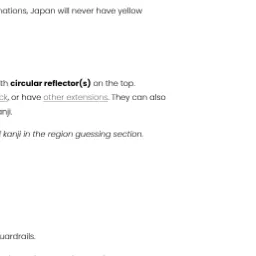 nations, Japan will never have yellow
th circular reflector(s) on the top.
ck, or have other extensions. They can also
anji.
kanji in the region guessing section.
uardrails.